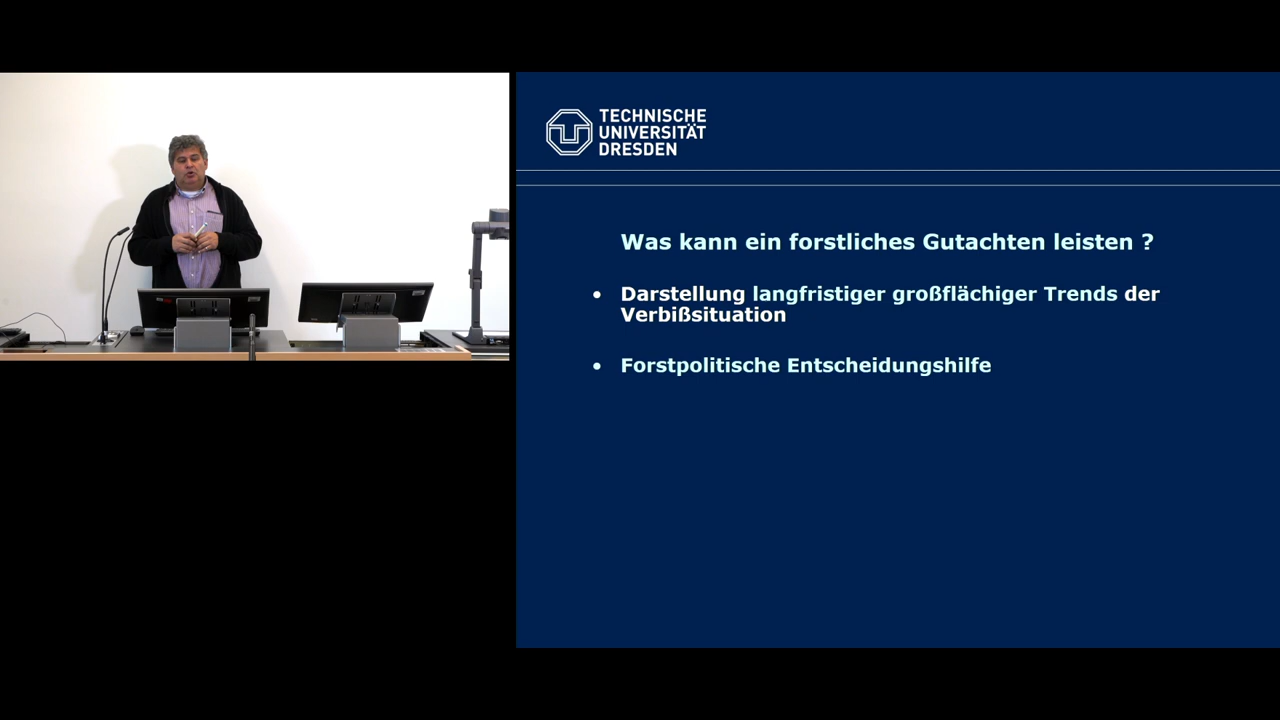 TECHNISCHE
UNIVERSITÄT
DRESDEN
Was kann ein forstliches Gutachten leisten ?
• Darstellung langfristiger großflächiger Trends der
Verbißsituation
• Forstpolitische Entscheidungshilfe